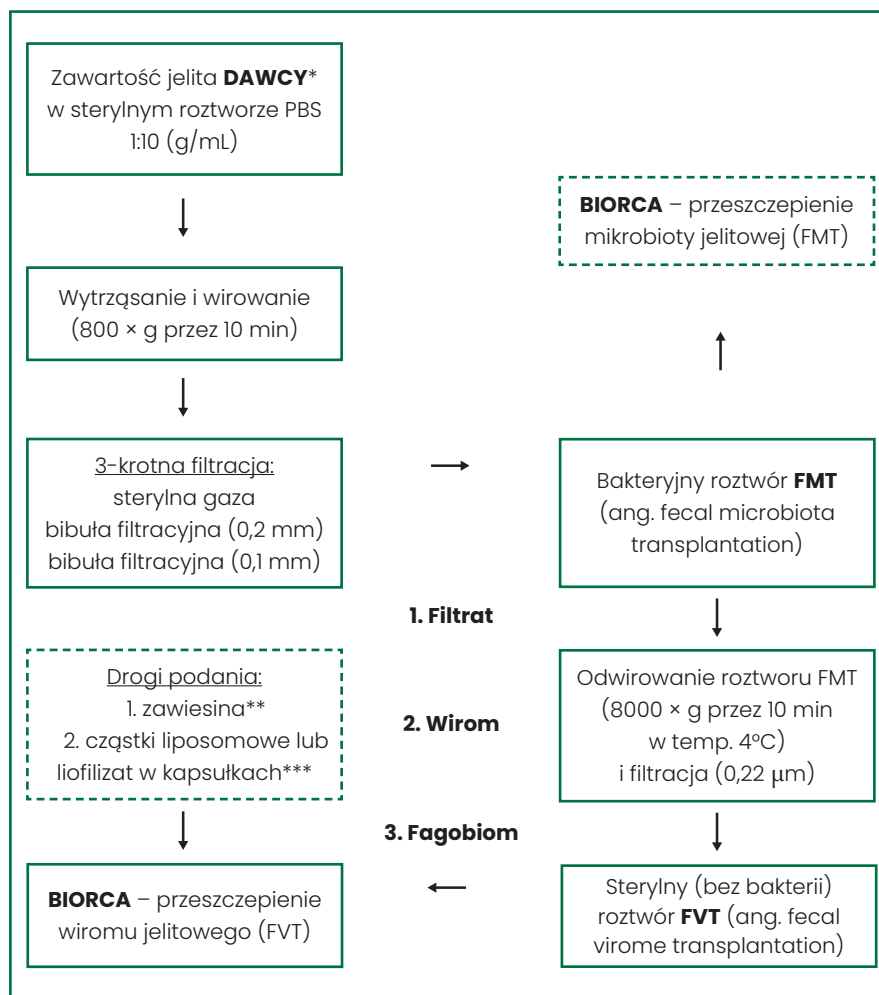 Zawartość jelita DAWCY*
w sterylnym roztworze PBS
1:10 (g/mL)
Wytrząsanie i wirowanie
(800 × g przez 10 min)
3-krotna filtracja:
sterylna gaza
bibuła filtracyjna (0,2 mm)
bibuła filtracyjna (0,1 mm)
BIORCA – przeszczepienie
mikrobioty jelitowej (FMT)
Bakteryjny roztwór FMT
(ang. fecal microbiota
transplantation)
1. Filtrat
Odwirowanie roztworu FMT
(8000 × g przez 10 min
w temp. 4°C)
i filtracja (0,22 μm)
2. Wirom
Drogi podania:
1. zawiesina**
2. cząstki liposomowe lub
liofilizat w kapsułkach***
3. Fagobiom
Sterylny (bez bakterii)
roztwór FVT (ang. fecal
virome transplantation)
BIORCA – przeszczepienie
wiromu jelitowego (FVT)